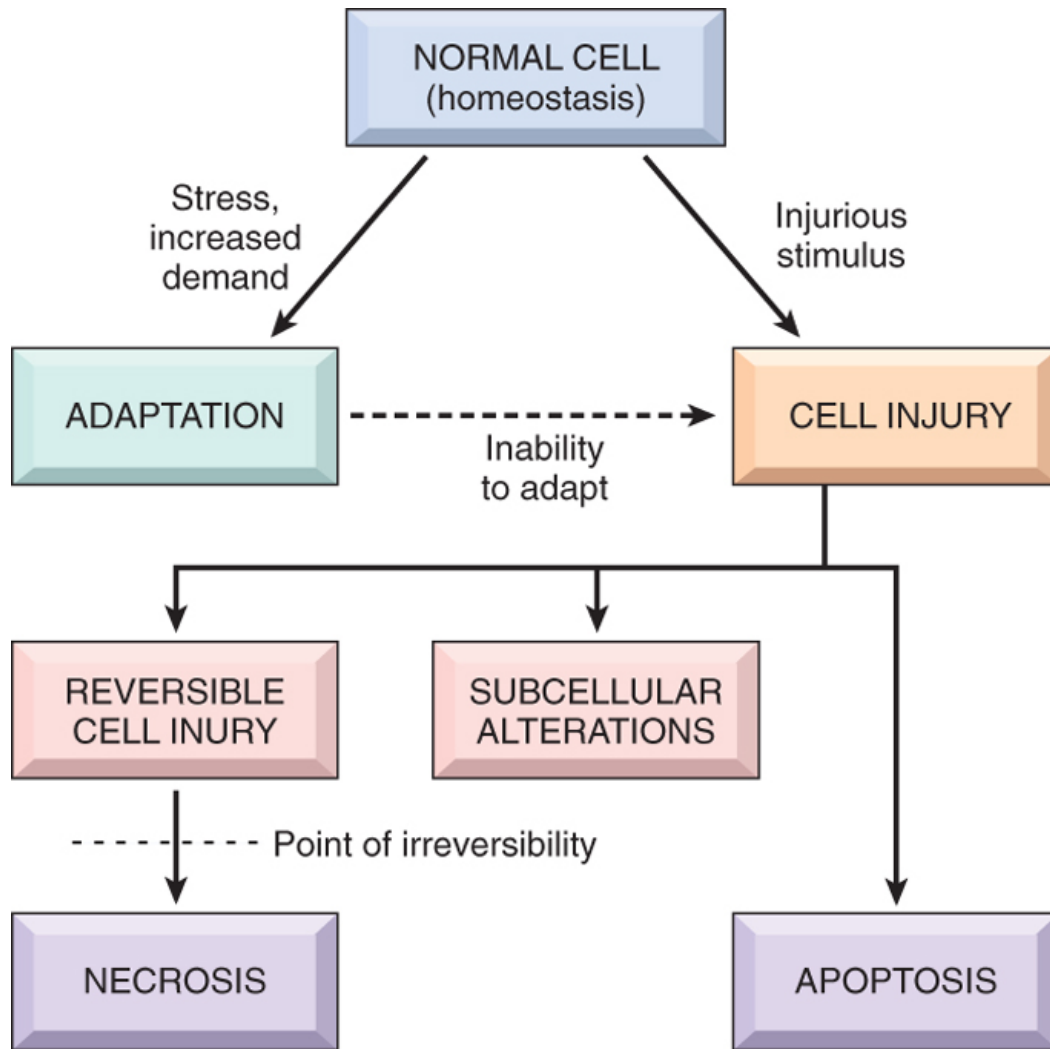 NORMAL CELL
(homeostasis)
Stress,
increased
demand
Injurious
stimulus
ADAPTATION
Inability
to adapt
CELL INJURY
REVERSIBLE
CELL INURY
SUBCELLULAR
ALTERATIONS
Point of irreversibility
NECROSIS
APOPTOSIS